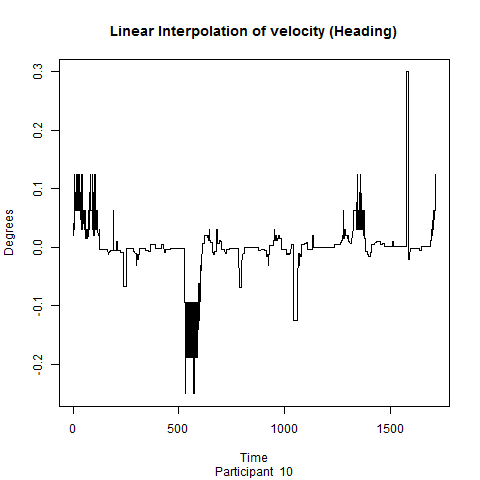 Linear Interpolation of velocity (Heading)
0.3
0.2
0.1
0.0
-0.1
-0.2
Degrees
0
500
1000
1500
Time
Participant 10